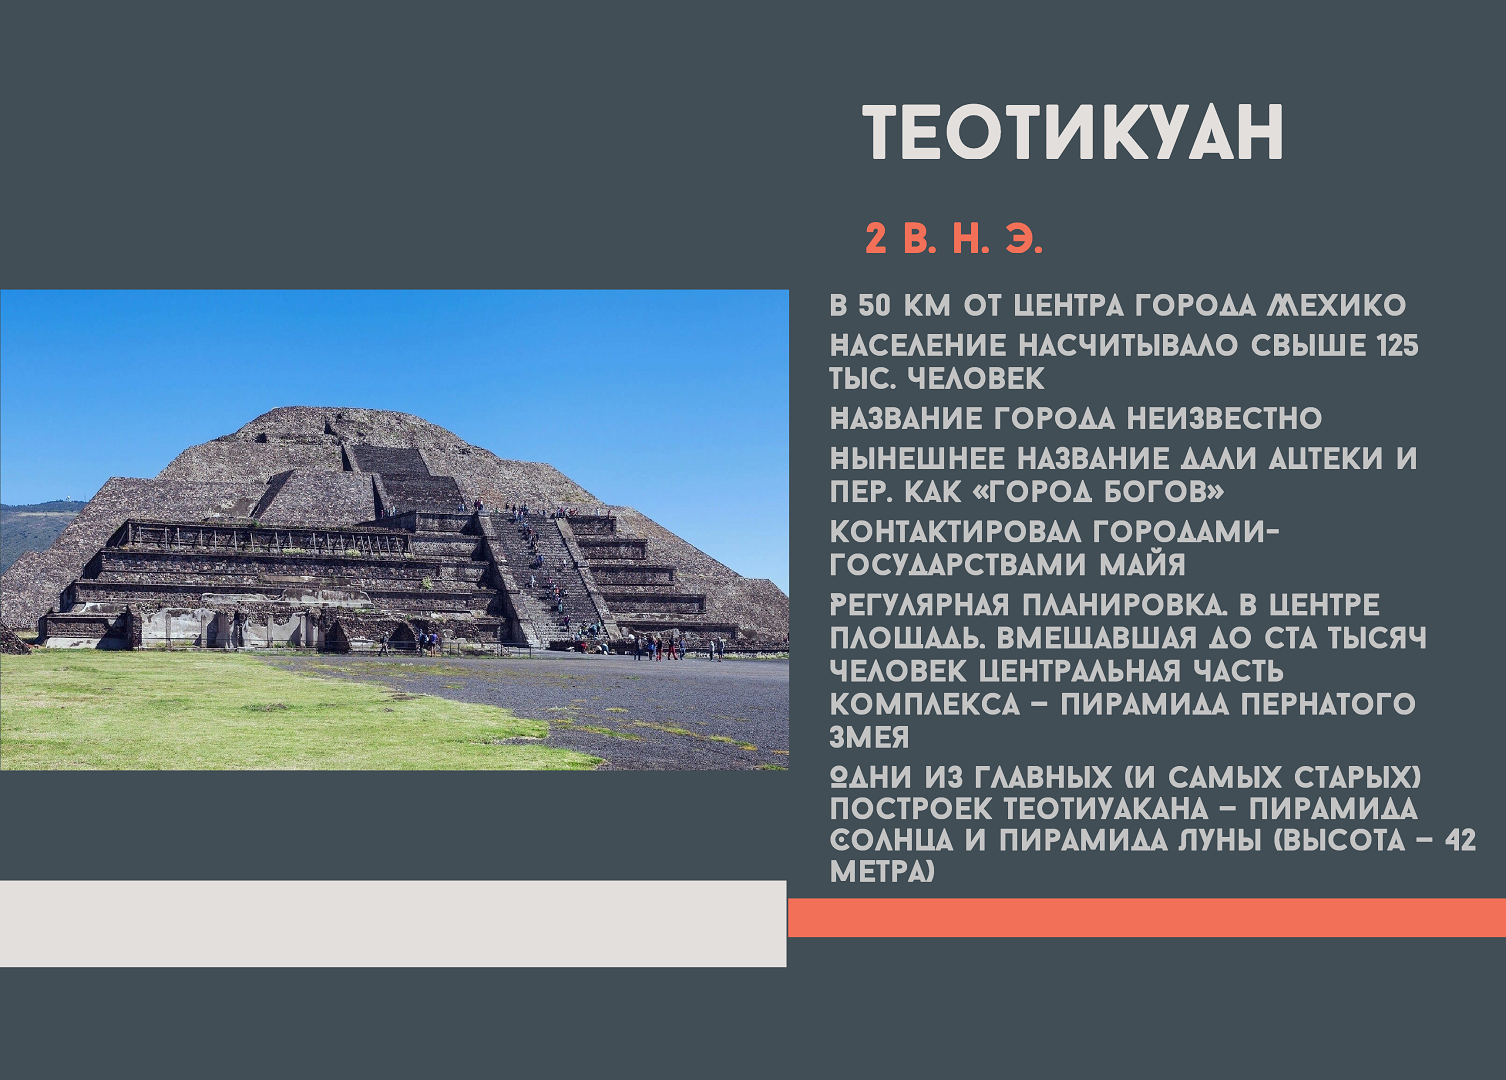 ТЕОТИКУАН
2 В. Н. Э.
В 50 КМ ОТ ЦЕНТРА ГОРОДА МЕХИКО
НАСЕЛЕНИЕ НАСЧИТЫВАЛО СВЫШЕ 125
ТЫС. ЧЕЛОВЕК
НАЗВАНИЕ ГОРОДА НЕИЗВЕСТНО
НЫНЕШНЕЕ НАЗВАНИЕ ДАЛИ АЦТЕКИ И
ПЕР. КАК «ГОРОД БОГОВ»
КОНТАКТИРОВАЛ ГОРОДАМИ-
ГОСУДАРСТВАМИ МАЙЯ
РЕГУЛЯРНАЯ ПЛАНИРОВКА. В ЦЕНТРЕ
ПЛОЩАДЬ. ВМЕЩАВШАЯ ДО СТА ТЫСЯЧ
ЧЕЛОВЕК ЦЕНТРАЛЬНАЯ ЧАСТЬ
КОМПЛЕКСА – ПИРАМИДА ПЕРНАТОГО
ЗМЕЯ
ОДНИ ИЗ ГЛАВНЫХ (И САМЫХ СТАРЫХ)
ПОСТРОЕК ТЕОТИУАКАНА – ПИРАМИДА
СОЛНЦА И ПИРАМИДА ЛУНЫ (ВЫСОТА – 42
МЕТРА)